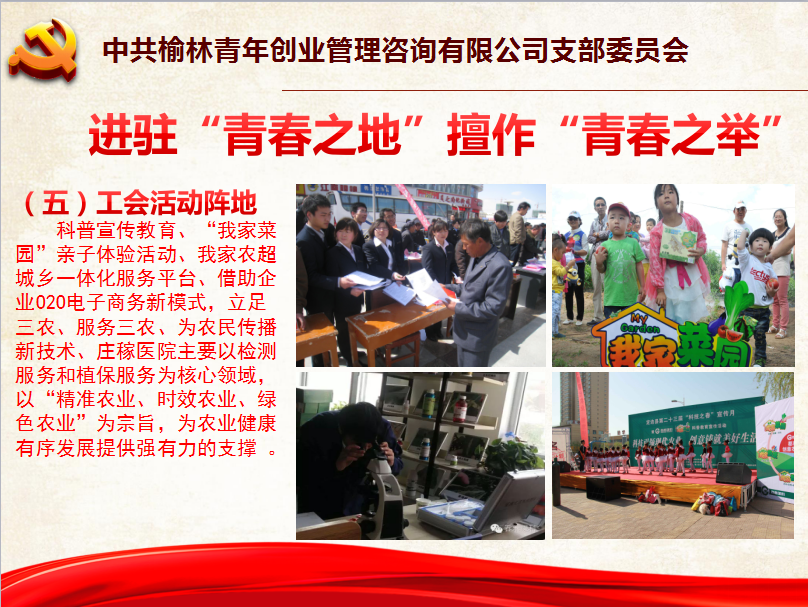 中共榆林青年创业管理咨询有限公司支部委员会
进驻“青春之地”擅作“青春之举”
（五）工会活动阵地
科普宣传教育、“我家菜
园”亲子体验活动、我家农超
城乡一体化服务平台、借助企
业O2O电子商务新模式，立足
三农、服务三农、为农民传播
新技术、庄稼医院主要以检测
服务和植保服务为核心领域，
以“精准农业、时效农业、绿
色农业”为宗旨，为农业健康
有序发展提供强有力的支撑 。
My
Garden
我家菜园